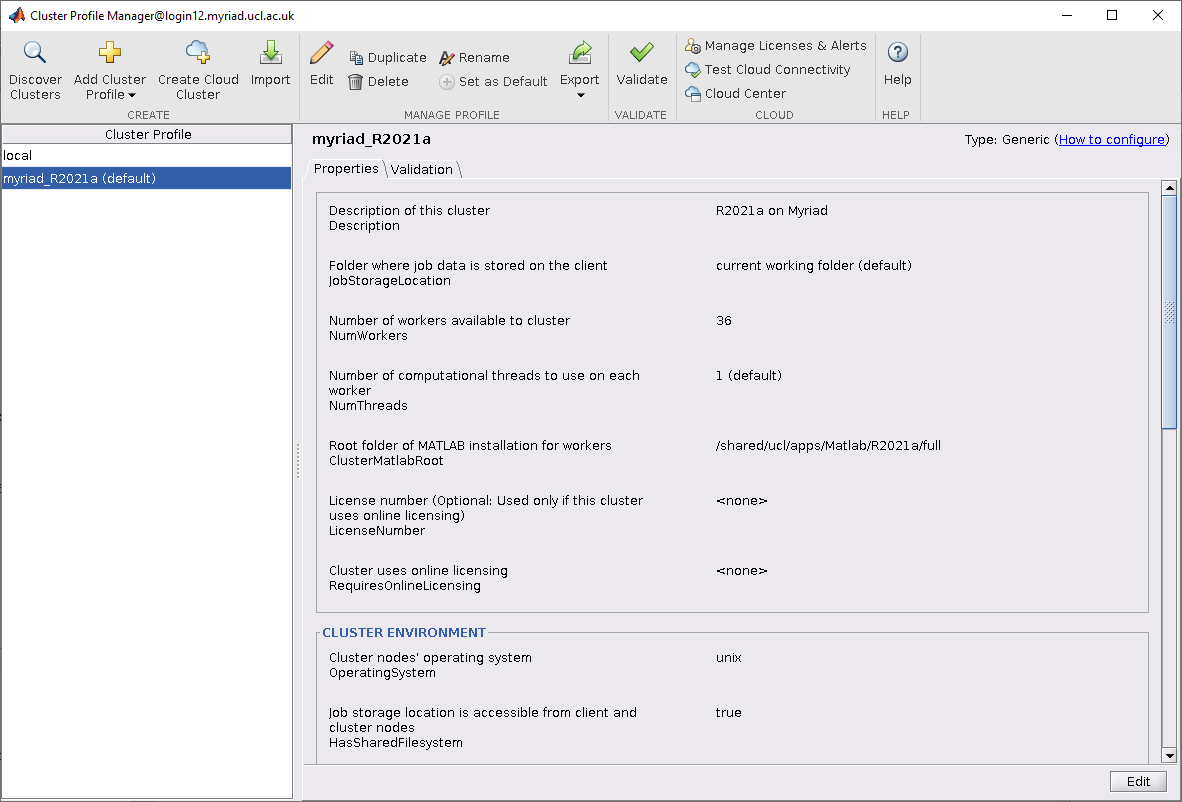 Cluster Profile Manager@login12.myriad.ucl.ac.uk
Discover
Clusters
Add Cluster
Profile
Create Cloud
Cluster
Import
CREATE
Edit
Duplicate
Delete
Rename
Set as Default
Export
MANAGE PROFILE
Validate
VALIDATE
Manage Licenses & Alerts
Test Cloud Connectivity
Cloud Center
CLOUD
Help
HELP
Cluster Profile
local
myriad_R2021a (default)
myriad_R2021a
Type: Generic (How to configure)
Properties
Validation
Description of this cluster
Description
R2021a on Myriad
Folder where job data is stored on the client
JobStorageLocation
current working folder (default)
Number of workers available to cluster
NumWorkers
36
Number of computational threads to use on each
worker
NumThreads
1 (default)
Root folder of MATLAB installation for workers
ClusterMatlabRoot
/shared/ucl/apps/Matlab/R2021a/full
License number (Optional: Used only if this cluster
uses online licensing)
LicenseNumber
<none>
Cluster uses online licensing
RequiresOnlineLicensing
<none>
CLUSTER ENVIRONMENT
Cluster nodes' operating system
OperatingSystem
unix
Job storage location is accessible from client and
cluster nodes
HasSharedFilesystem
true
Edit